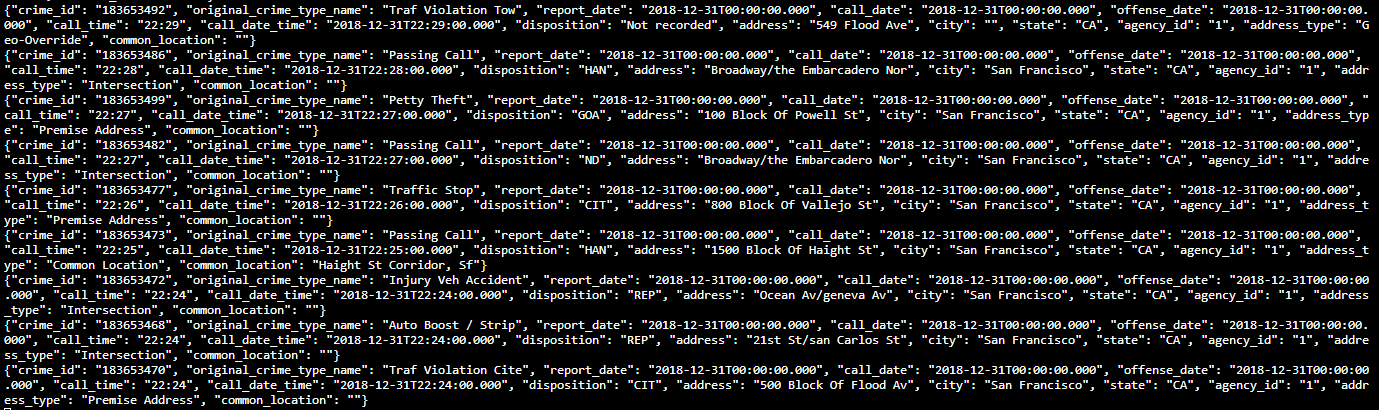 {"crime_id": "183653492", "original_crime_type_name": "Traf Violation Tow", "report_date": "2018-12-31T00:00:00.000", "call_date": "2018-12-31T00:00:00.000", "offense_date": "2018-12-31T00:00:00.
000", "call_time": "22:29", "call_date_time": "2018-12-31T22:29:00.000", "disposition": "Not recorded", "address": "549 Flood Ave", "city": "", "state": "CA", "agency_id": "1", "address_type": "G
eo-Override", "common_location": ""}
{"crime_id": "183653486", "original_crime_type_name": "Passing Call", "report_date": "2018-12-31T00:00:00.000", "call_date": "2018-12-31T00:00:00.000", "offense_date": "2018-12-31T00:00:00.000",
"call_time": "22:28", "call_date_time": "2018-12-31T22:28:00.000", "disposition": "HAN", "address": "Broadway/the Embarcadero Nor", "city": "San Francisco", "state": "CA", "agency_id": "1", "addr
ess_type": "Intersection", "common_location": ""}
{"crime_id": "183653499", "original_crime_type_name": "Petty Theft", "report_date": "2018-12-31T00:00:00.000", "call_date": "2018-12-31T00:00:00.000", "offense_date": "2018-12-31T00:00:00.000", "
call_time": "22:27", "call_date_time": "2018-12-31T22:27:00.000", "disposition": "GOA", "address": "100 Block Of Powell St", "city": "San Francisco", "state": "CA", "agency_id": "1", "address_typ
e": "Premise Address", "common_location": ""}
{"crime_id": "183653482", "original_crime_type_name": "Passing Call", "report_date": "2018-12-31T00:00:00.000", "call_date": "2018-12-31T00:00:00.000", "offense_date": "2018-12-31T00:00:00.000",
"call_time": "22:27", "call_date_time": "2018-12-31T22:27:00.000", "disposition": "ND", "address": "Broadway/the Embarcadero Nor", "city": "San Francisco", "state": "CA", "agency_id": "1", "addre
ss_type": "Intersection", "common_location": ""}
{"crime_id": "183653477", "original_crime_type_name": "Traffic Stop", "report_date": "2018-12-31T00:00:00.000", "call_date": "2018-12-31T00:00:00.000", "offense_date": "2018-12-31T00:00:00.000",
"call_time": "22:26", "call_date_time": "2018-12-31T22:26:00.000", "disposition": "CIT", "address": "800 Block Of Vallejo St", "city": "San Francisco", "state": "CA", "agency_id": "1", "address_t
ype": "Premise Address", "common_location": ""}
{"crime_id": "183653473", "original_crime_type_name": "Passing Call", "report_date": "2018-12-31T00:00:00.000", "call_date": "2018-12-31T00:00:00.000", "offense_date": "2018-12-31T00:00:00.000",
"call_time": "22:25", "call_date_time": "2018-12-31T22:25:00.000", "disposition": "HAN", "address": "1500 Block Of Haight St", "city": "San Francisco", "state": "CA", "agency_id": "1", "address_t
ype": "Common Location", "common_location": "Haight St Corridor, Sf"}
{"crime_id": "183653472", "original_crime_type_name": "Injury Veh Accident", "report_date": "2018-12-31T00:00:00.000", "call_date": "2018-12-31T00:00:00.000", "offense_date": "2018-12-31T00:00:00
.000", "call_time": "22:24", "call_date_time": "2018-12-31T22:24:00.000", "disposition": "REP", "address": "Ocean Av/geneva Av", "city": "San Francisco", "state": "CA", "agency_id": "1", "address
_type": "Intersection", "common_location": ""}
{"crime_id": "183653468", "original_crime_type_name": "Auto Boost / Strip", "report_date": "2018-12-31T00:00:00.000", "call_date": "2018-12-31T00:00:00.000", "offense_date": "2018-12-31T00:00:00.
000", "call_time": "22:24", "call_date_time": "2018-12-31T22:24:00.000", "disposition": "REP", "address": "21st St/san Carlos St", "city": "San Francisco", "state": "CA", "agency_id": "1", "addre
ss_type": "Intersection", "common_location": ""}
{"crime_id": "183653470", "original_crime_type_name": "Traf Violation Cite", "report_date": "2018-12-31T00:00:00.000", "call_date": "2018-12-31T00:00:00.000", "offense_date": "2018-12-31T00:00:00
.000", "call_time": "22:24", "call_date_time": "2018-12-31T22:24:00.000", "disposition": "CIT", "address": "500 Block Of Flood Av", "city": "San Francisco", "state": "CA", "agency_id": "1", "addr
ess_type": "Premise Address", "common_location": ""}